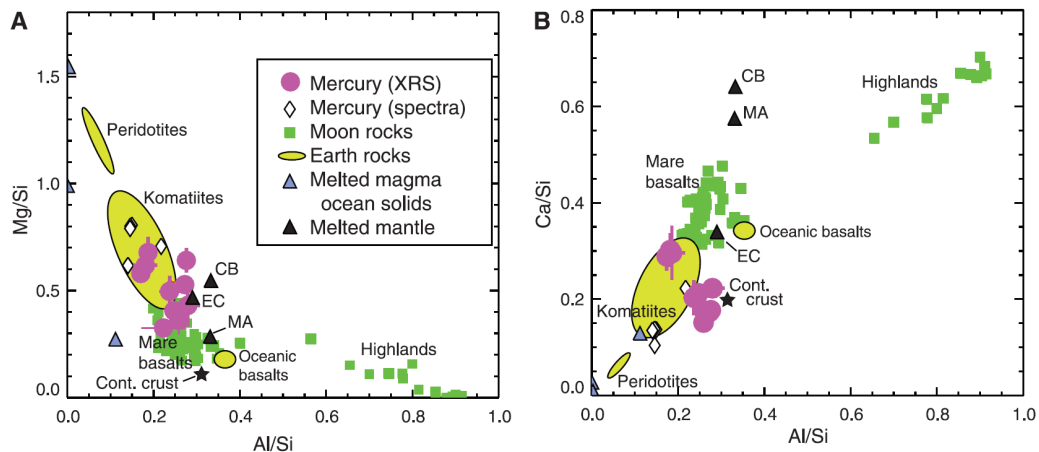 A
Mg/Si
1.5
1.0
0.5
0.0
0.0
0.2
0.4
0.6
0.8
1.0
Al/Si
Mercury (XRS)
Mercury (spectra)
Moon rocks
Earth rocks
Melted magma
ocean solids
Melted mantle
Peridotites
Komatiites
CB
EC
MA
Mare
basalts
Cont. crust
Oceanic
basalts
Highlands
B
Ca/Si
0.8
0.6
0.4
0.2
0.0
0.0
0.2
0.4
0.6
0.8
1.0
Al/Si
CB
MA
Highlands
Mare
basalts
Oceanic basalts
EC
Cont.
crust
Komatiites
Peridotites